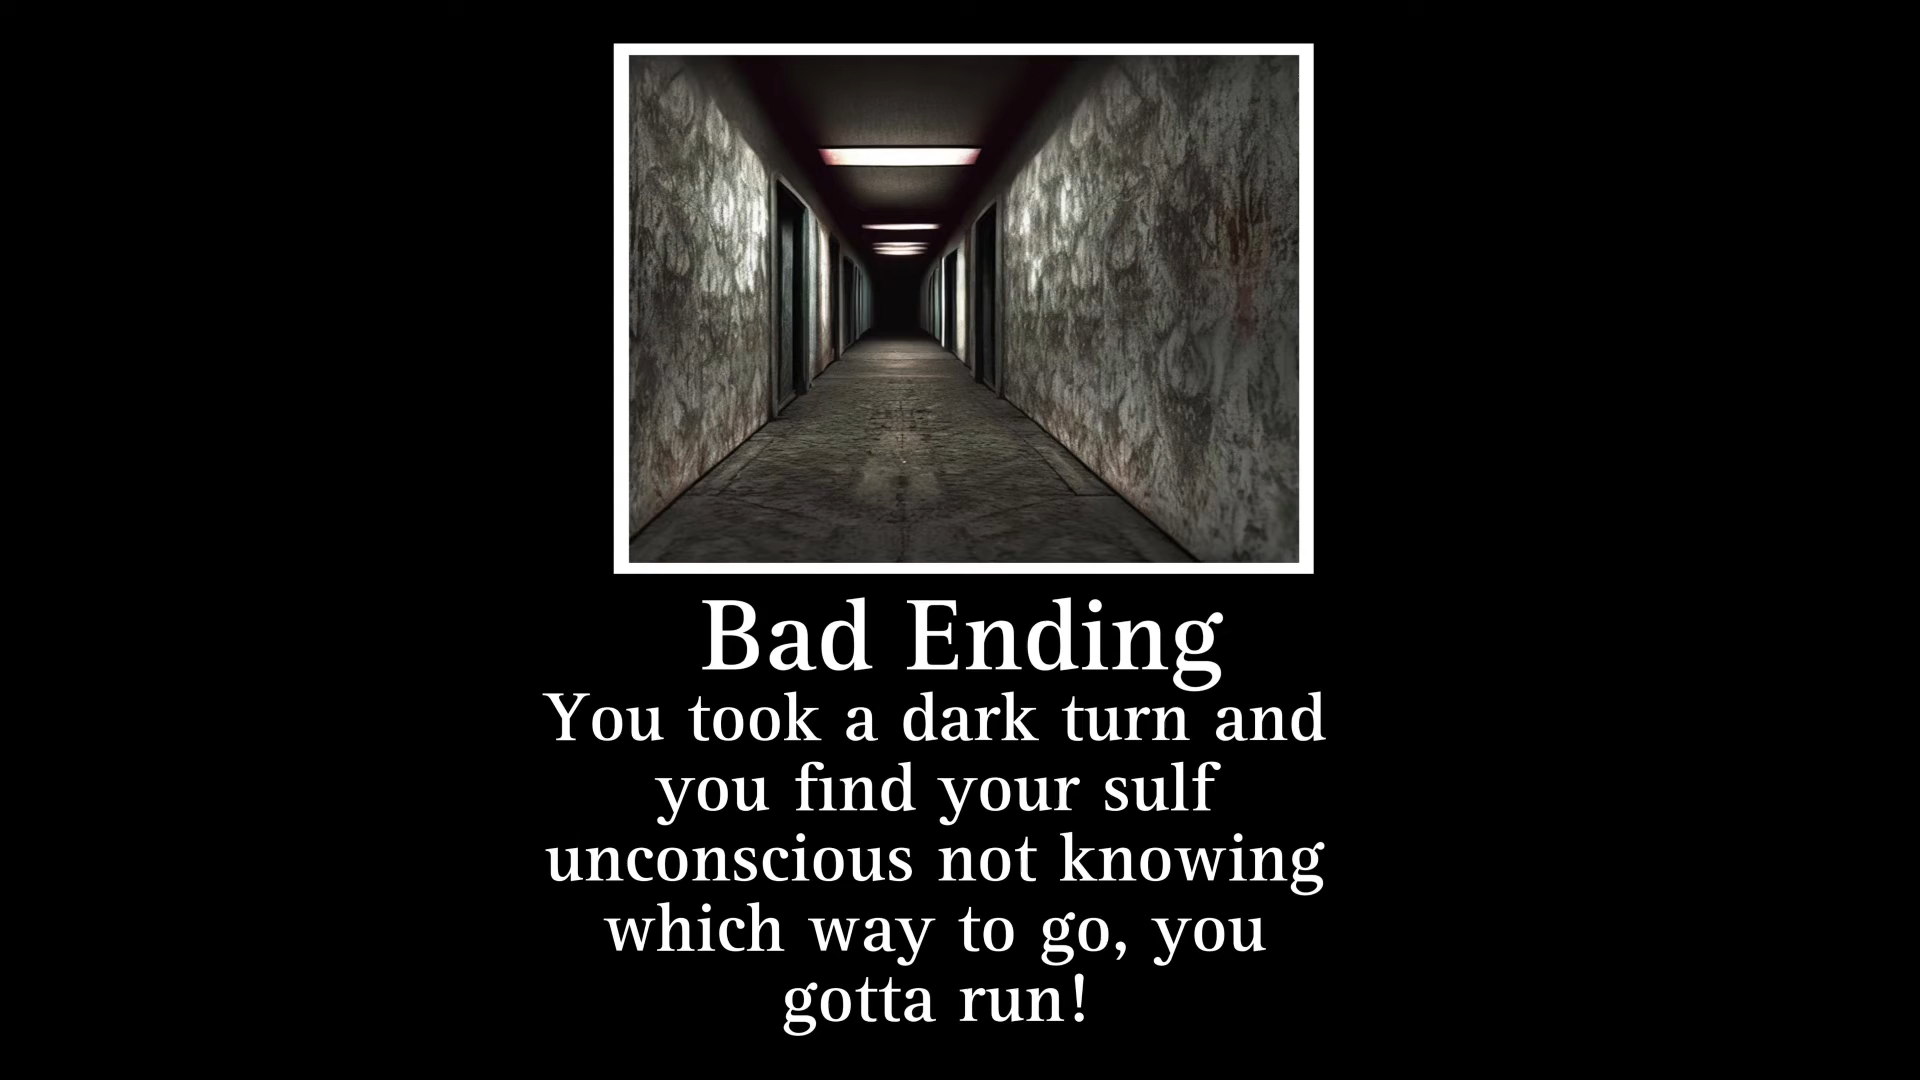 Bad Ending
You took a dark turn and
you find your sulf
unconscious not knowing
which way to go, you
gotta run!